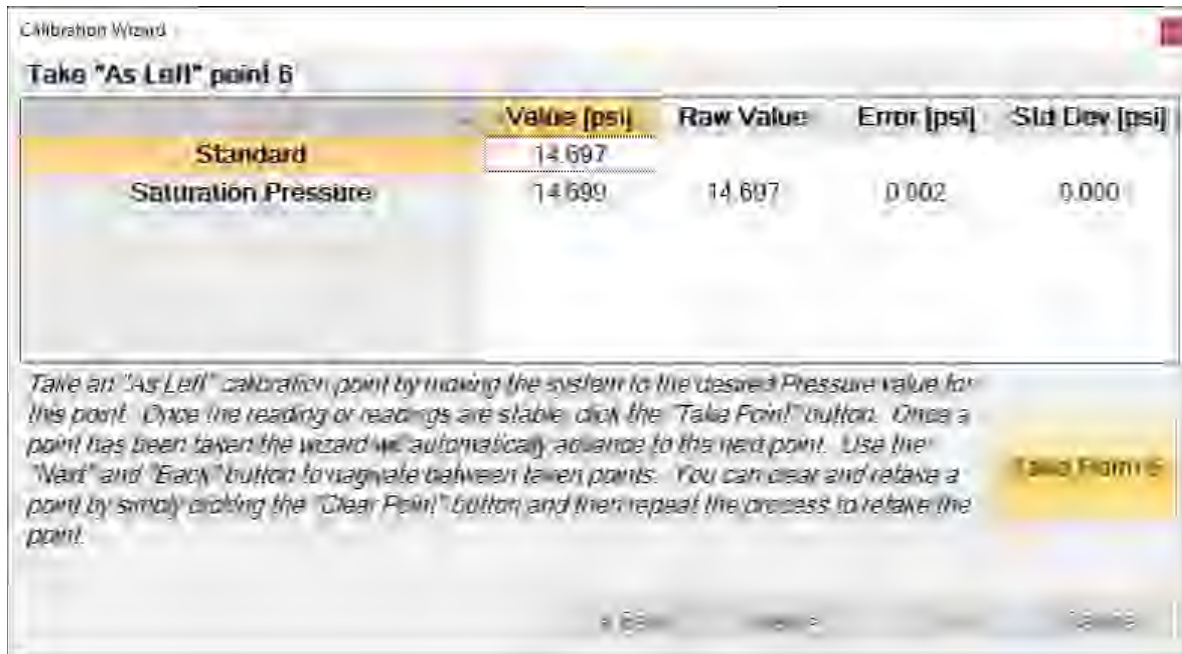 Calibration Wizard
Take "As Left" point 6
Value [psi] Raw Value Error [psi] Std Dev [psi]
Standard 14.697
Saturation Pressure 14.699 14.697 0.002 0.000
Take an "As Left" calibration point by moving the system to the desired Pressure value for
this point. Once the reading or readings are stable, click the "Take Point" button. Once a
point has been taken the wizard will automatically advance to the next point. Use the
"Next" and "Back" button to nagivate between taken points. You can clear and retake a
point by simply clicking the "Clear Point" button and then repeat the process to retake the
point.
Take Point 6